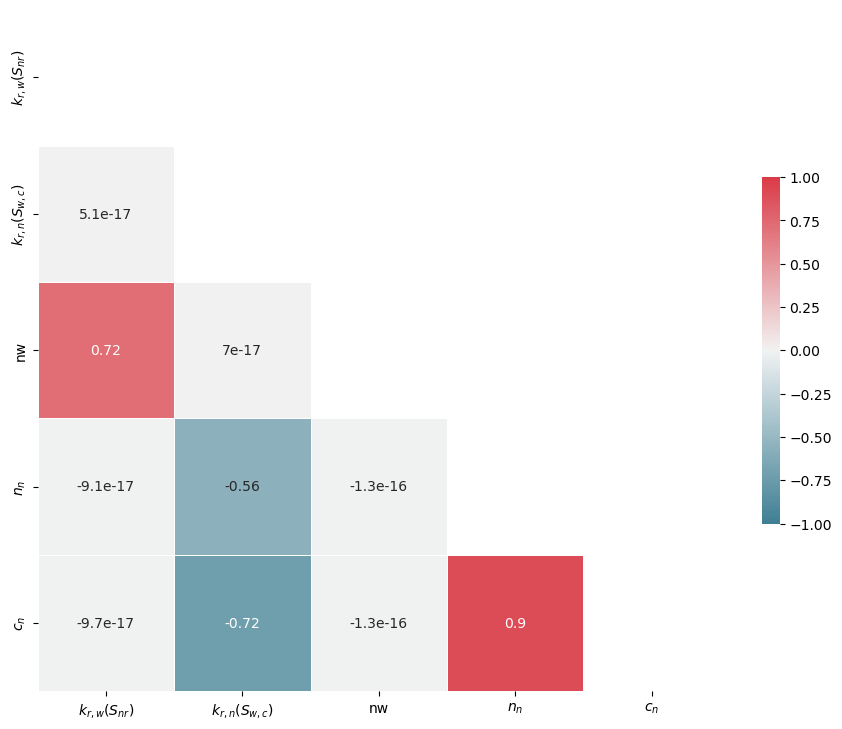 $k_{r,w}(S_{nr})$
$k_{r,n}(S_{w,c})$ 5.1e-17
nw 0.72 7e-17
$n_n$ -9.1e-17 -0.56 -1.3e-16
$c_n$ -9.7e-17 -0.72 -1.3e-16 0.9
$k_{r,w}(S_{nr})$ $k_{r,n}(S_{w,c})$ nw $n_n$ $c_n$
1.00
0.75
0.50
0.25
0.00
−0.25
−0.50
−0.75
−1.00